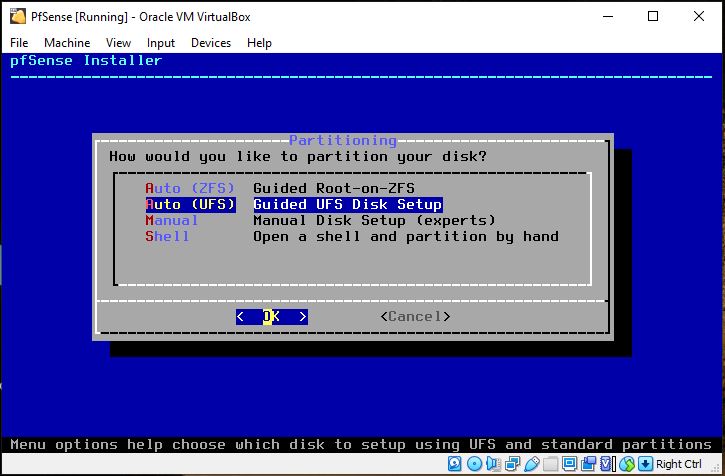 PfSense [Running] - Oracle VM VirtualBox
File Machine View Input Devices Help
pfSense Installer
Partitioning
How would you like to partition your disk?
Auto (ZFS) Guided Root-on-ZFS
Auto (UFS) Guided UFS Disk Setup
Manual Manual Disk Setup (experts)
Shell Open a shell and partition by hand
< OK > <Cancel>
Menu options help choose which disk to setup using UFS and standard partitions
Right Ctrl